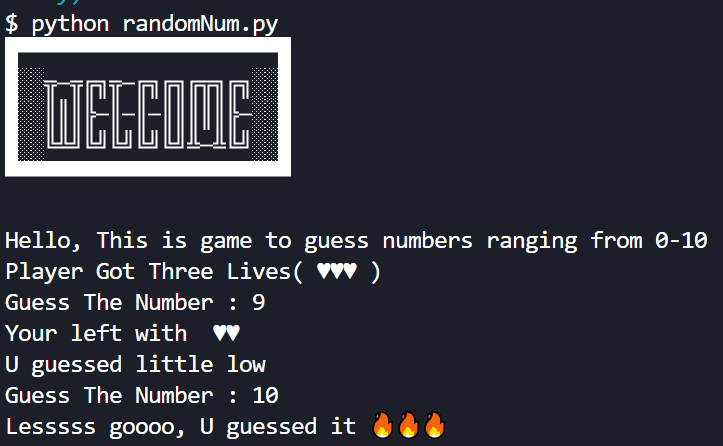 $ python randomNum.py
WELCOME
Hello, This is game to guess numbers ranging from 0-10
Player Got Three Lives( ♥♥♥ )
Guess The Number : 9
Your left with  ♥♥
U guessed little low
Guess The Number : 10
Lesssss goooo, U guessed it 🔥🔥🔥